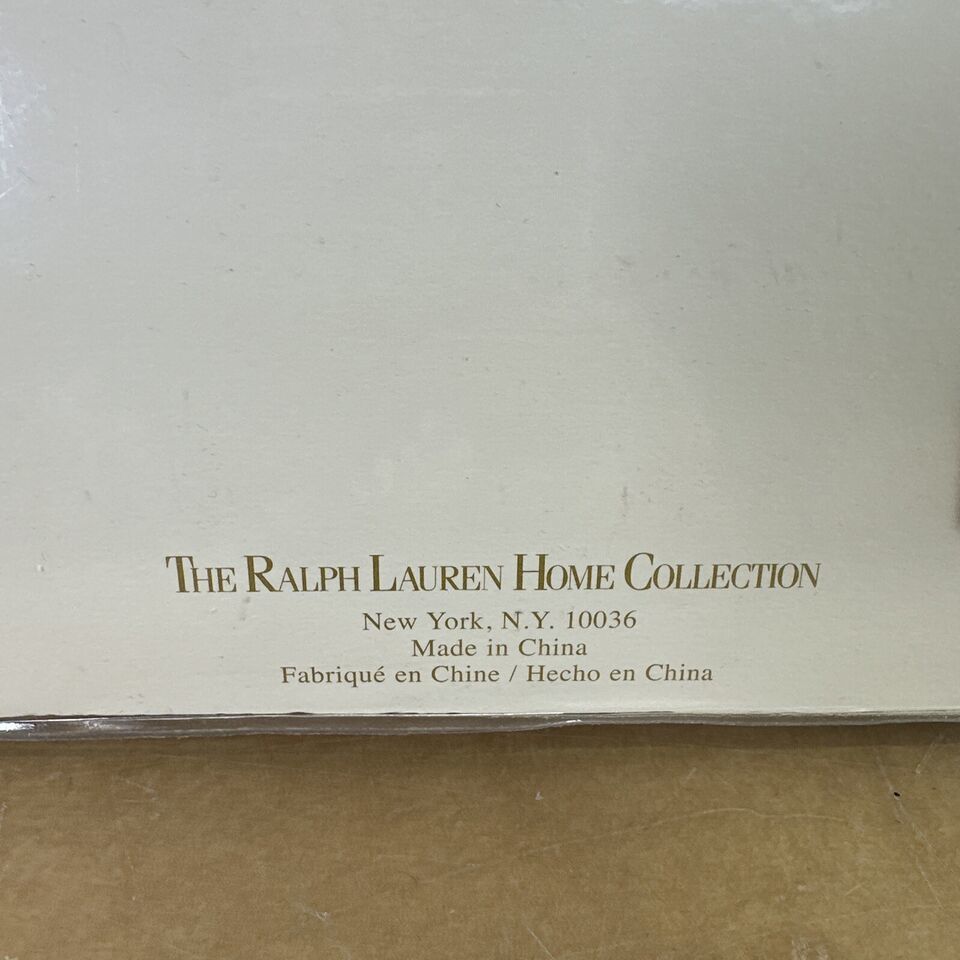 THE RALPH LAUREN HOME COLLECTION
New York, N.Y. 10036
Made in China
Fabriqué en Chine / Hecho en China